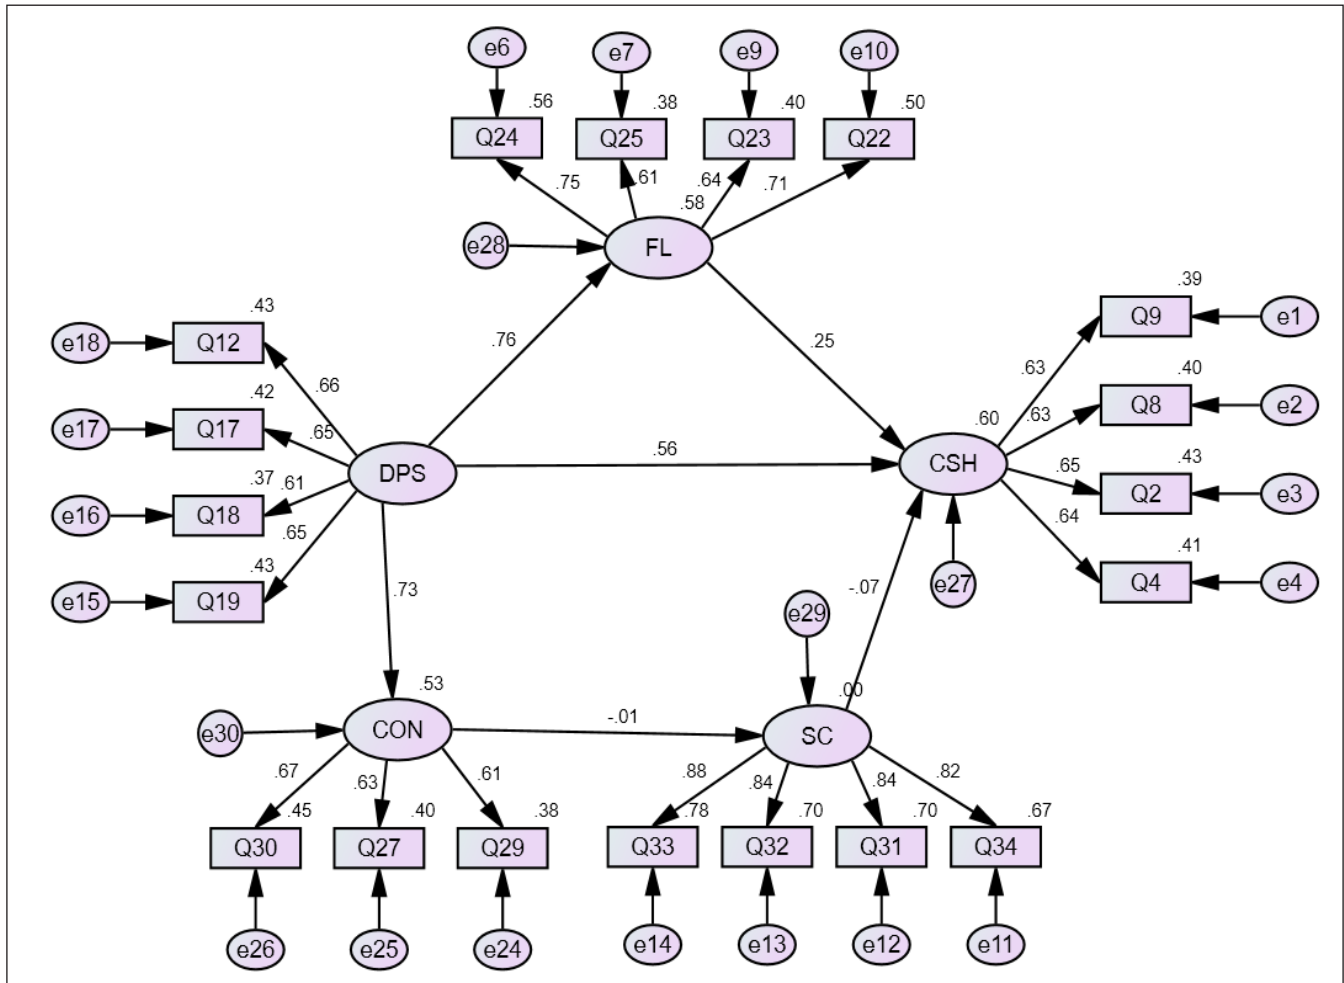 e6 e7 e9 e10
.56 .38 .40 .50
Q24 Q25 Q23 Q22
.75 .61 .64 .71
.58
e28 FL
.39
.43 Q9 e1
e18 Q12
.76 .25
.63
.66 .40
.42 Q8 e2
e17 Q17 .65 .60 .63
.56 .43
DPS CSH .65
.37 .61 Q2 e3
e16 Q18 .64
.65 .41
.43 e27 Q4 e4
e15 Q19 .73 -.07
e29
.53 .00
e30 CON -.01 SC
.67 .63 .61 .88 .84 .84 .82
.45 .40 .38 .78 .70 .70 .67
Q30 Q27 Q29 Q33 Q32 Q31 Q34
e26 e25 e24 e14 e13 e12 e11